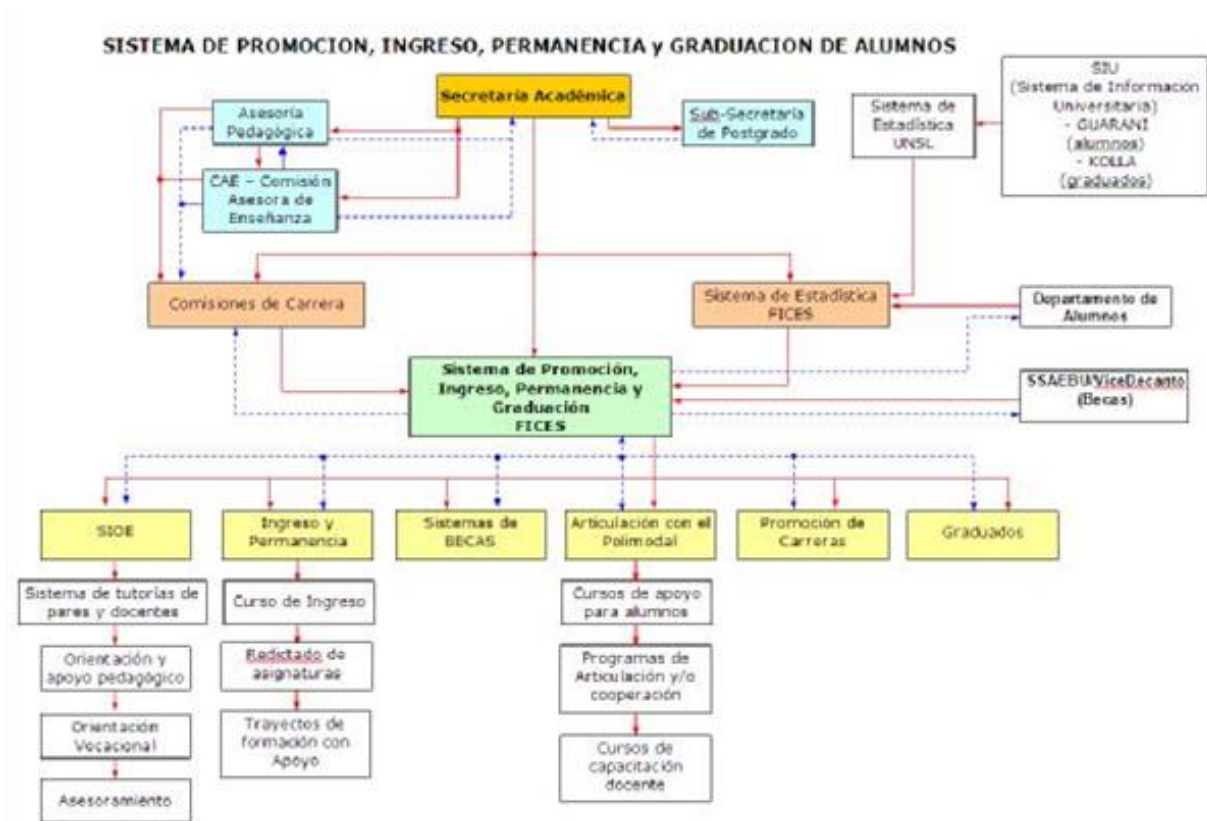 SISTEMA DE PROMOCION, INGRESO, PERMANENCIA y GRADUACION DE ALUMNOS
Secretaría Académica
Asesoría
Pedagógica
Sub-Secretaría
de Postgrado
Sistema de
Estadística
UNSL
SIU
(Sistema de Información
Universitaria)
- GUARANI
(alumnos)
- KOLLA
(graduados)
CAE – Comisión
Asesora de
Enseñanza
Comisiones de Carrera
Sistema de Estadística
FICES
Departamento de
Alumnos
Sistema de Promoción,
Ingreso, Permanencia y
Graduación
FICES
SSAEBU/ViceDecanto
(Becas)
SIOE
Ingreso y
Permanencia
Sistemas de
BECAS
Articulación con el
Polimodal
Promoción de
Carreras
Graduados
Sistema de tutorías de
pares y docentes
Curso de Ingreso
Cursos de apoyo
para alumnos
Orientación y
apoyo pedagógico
Redictado de
asignaturas
Programas de
Articulación y/o
cooperación
Orientación
Vocacional
Trayectos de
formación con
Apoyo
Cursos de
capacitación
docente
Asesoramiento